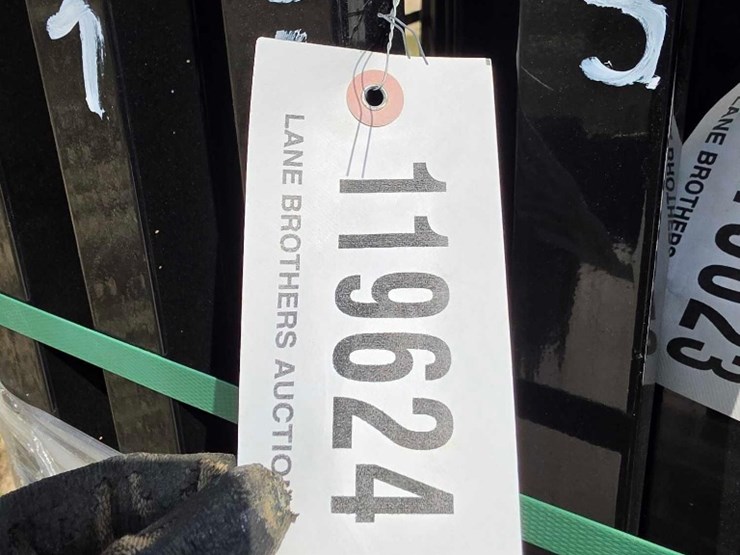 119624
LANE BROTHERS AUCTIO
LANE BROTHERS